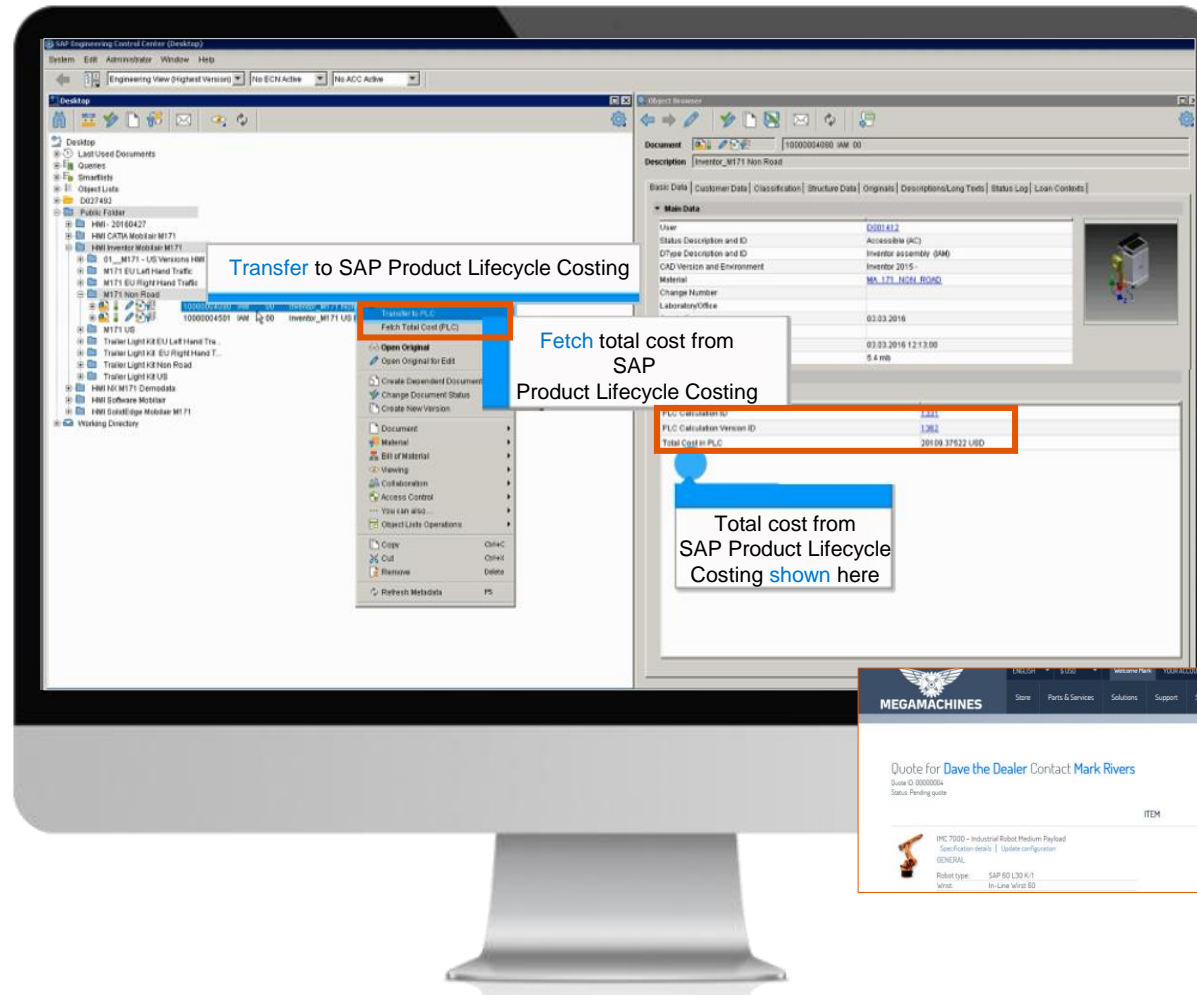 SAP Engineering Control Center (Desktop)
System Edit Administrator Window Help
Engineering View (Highest Version) No ECN Active No ACC Active
Desktop
Desktop
Last Used Documents
Queries
Smartlists
Object Lists
D027492
Public Folder
HMI - 20160427
HMI CATIA Mobilair M171
HMI Inventor Mobilair M171
01__M171 - US Versions HMI
M171 EU Left Hand Traffic
M171 EU Right Hand Traffic
M171 Non Road
10000004080 IAM 00 Inventor_M171 Non
10000004501 IAM 00 Inventor_M171 US E
M171 US
Trailer Light Kit EU Left Hand Tra...
Trailer Light Kit EU Right Hand T...
Trailer Light Kit Non Road
Trailer Light Kit US
HMI NX M171 Demodata
HMI Software Mobilair
HMI SolidEdge Mobilair M171
Working Directory
Transfer to SAP Product Lifecycle Costing
Transfer to PLC
Fetch Total Cost (PLC)
Open Original
Open Original for Edit
Create Dependent Document
Change Document Status
Create New Version
Document
Material
Bill of Material
Viewing
Collaboration
Access Control
You can also...
Object Lists Operations
Copy Ctrl+C
Cut Ctrl+X
Remove Delete
Refresh Metadata F5
Fetch total cost from
SAP
Product Lifecycle Costing
Object Browser
Document 10000004080 IAM 00
Description Inventor_M171 Non Road
Basic Data Customer Data Classification Structure Data Originals Descriptions/Long Texts Status Log Loan Contexts
Main Data
User D001412
Status Description and ID Accessible (AC)
DType Description and ID Inventor assembly (IAM)
CAD Version and Environment Inventor 2015 -
Material MA_171_NON_ROAD
Change Number
Laboratory/Office
03.03.2016
03.03.2016 12:13:00
5.4 mb
PLC Calculation ID 1331
PLC Calculation Version ID 1382
Total Cost in PLC 20109.37522 USD
Total cost from
SAP Product Lifecycle
Costing shown here
ENGLISH $ USD Welcome Mark
MEGAMACHINES
Store Parts & Services Solutions Support
Quote for Dave the Dealer Contact Mark Rivers
Quote ID: 00000004
Status: Pending quote
ITEM
IMC 7000 – Industrial Robot Medium Payload
Specification details | Update configuration
GENERAL
Robot type: SAP 60 L30 K/1
Wrist: In-Line Wirst 60